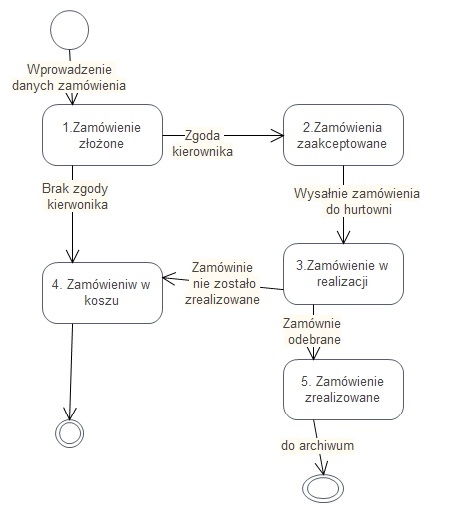 Wprowadzenie
danych zamówienia
1.Zamówienie
złożone
Zgoda
kierownika
2.Zamówienia
zaakceptowane
Brak zgody
kierwonika
Wysałnie zamówienia
do hurtowni
4. Zamówieniw w
koszu
Zamówinie
nie zostało
zrealizowane
3.Zamówienie w
realizacji
Zamównie
odebrane
5. Zamówienie
zrealizowane
do archiwum